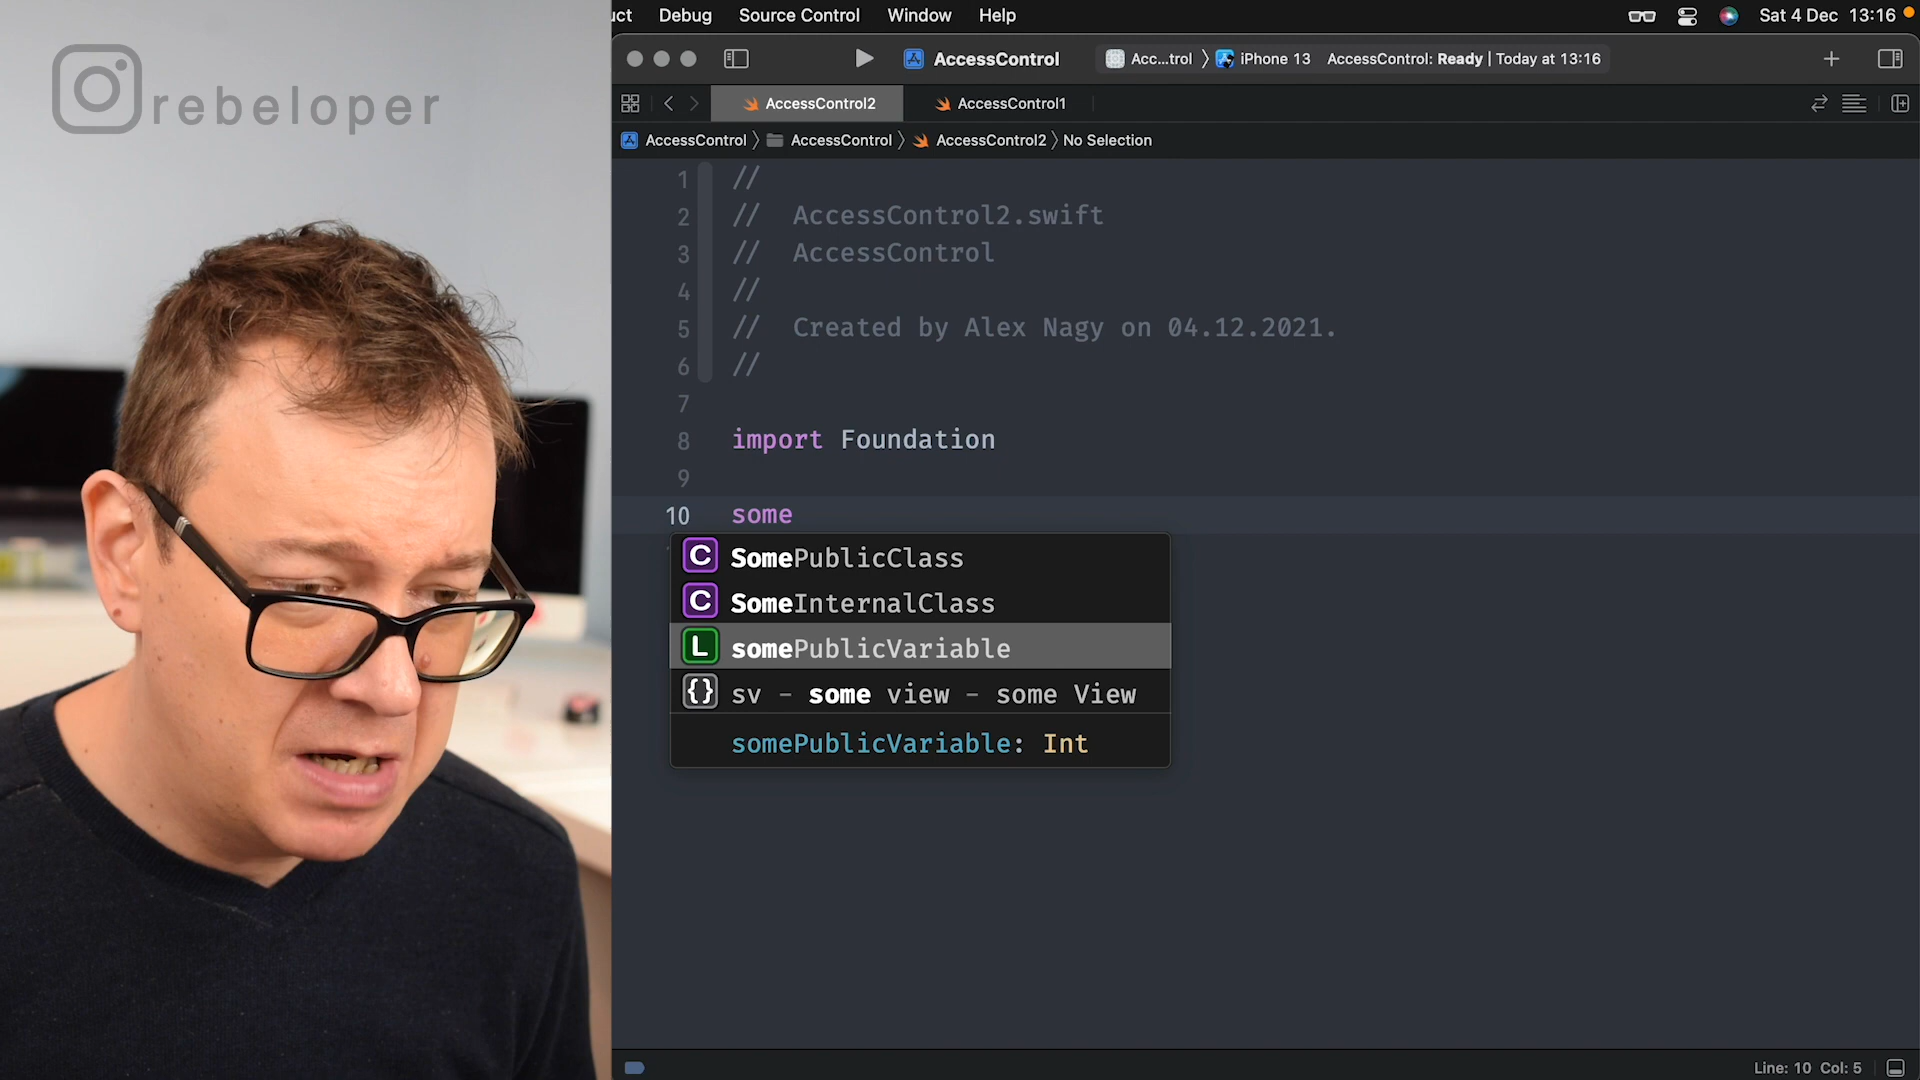 uct Debug Source Control Window Help Sat 4 Dec 13:16
rebeloper
AccessControl Acc...trol iPhone 13 AccessControl: Ready | Today at 13:16
AccessControl2 AccessControl1
AccessControl AccessControl AccessControl2 No Selection
1 //
2 // AccessControl2.swift
3 // AccessControl
4 //
5 // Created by Alex Nagy on 04.12.2021.
6 //
7
8 import Foundation
9
10 some
C SomePublicClass
C SomeInternalClass
L somePublicVariable
{} sv - some view - some View
somePublicVariable: Int
Line: 10 Col: 5